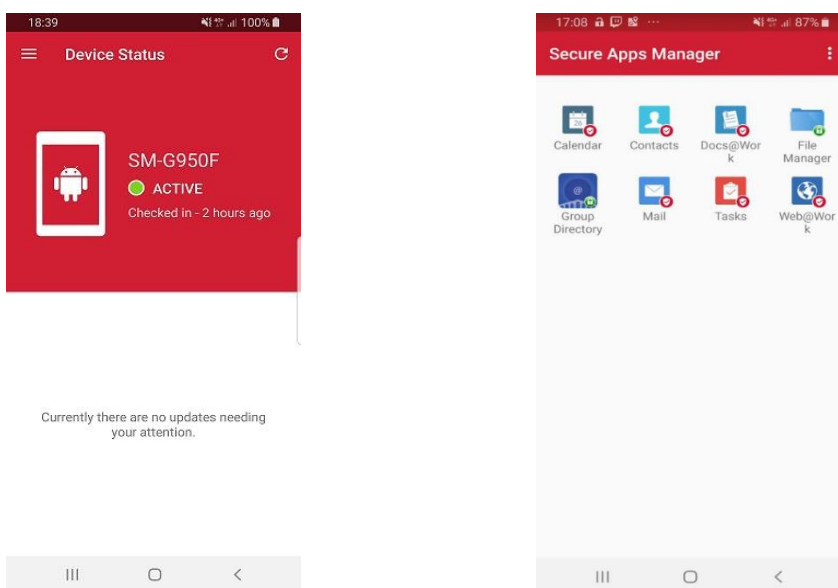 18:39
100%
Device Status
SM-G950F
ACTIVE
Checked in - 2 hours ago
Currently there are no updates needing
your attention.
17:08
87%
Secure Apps Manager
26
Calendar
Contacts
Docs@Wor
k
File
Manager
Group
Directory
Mail
Tasks
Web@Wor
k